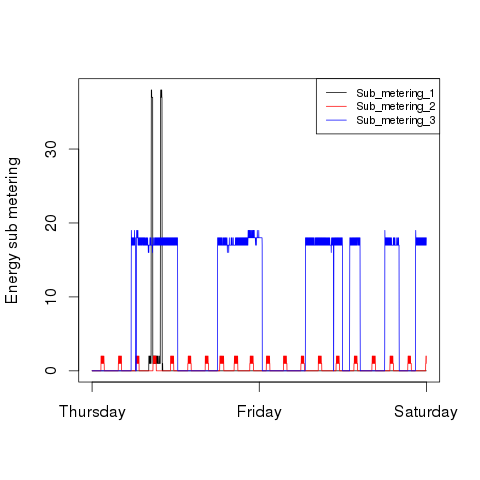 Sub_metering_1
Sub_metering_2
Sub_metering_3
Energy sub metering
30
20
10
0
Thursday Friday Saturday